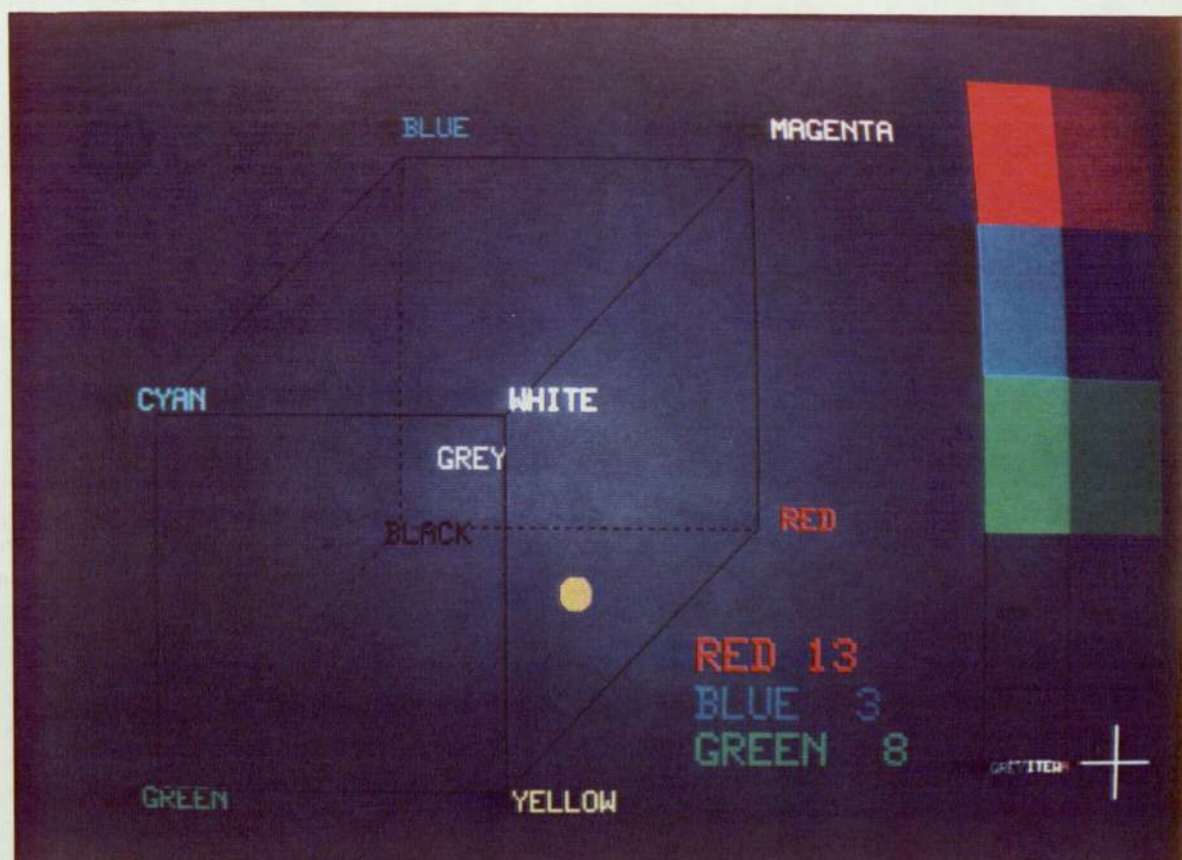 BLUE
MAGENTA
CYAN
WHITE
GREY
BLACK
RED
RED 13
BLUE 3
GREEN 8
GREEN
YELLOW